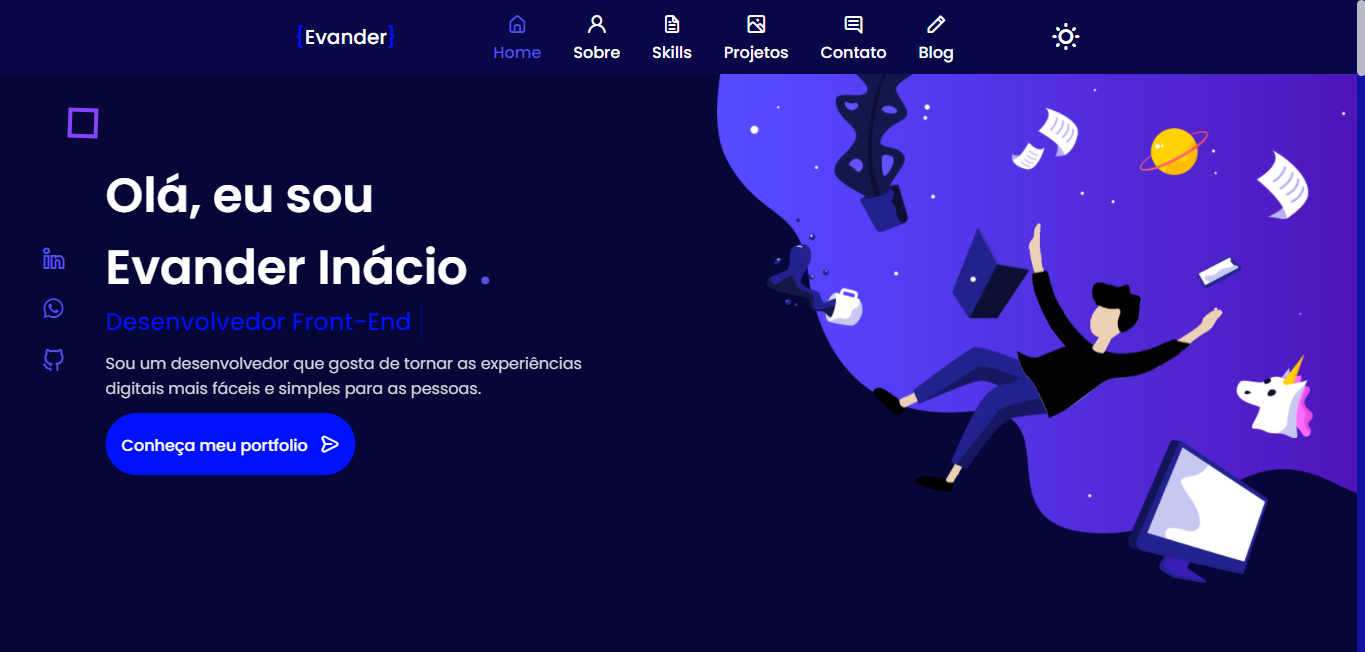 {Evander}
Home
Sobre
Skills
Projetos
Contato
Blog
Olá, eu sou
Evander Inácio .
Desenvolvedor Front-End
Sou um desenvolvedor que gosta de tornar as experiências
digitais mais fáceis e simples para as pessoas.
Conheça meu portfolio